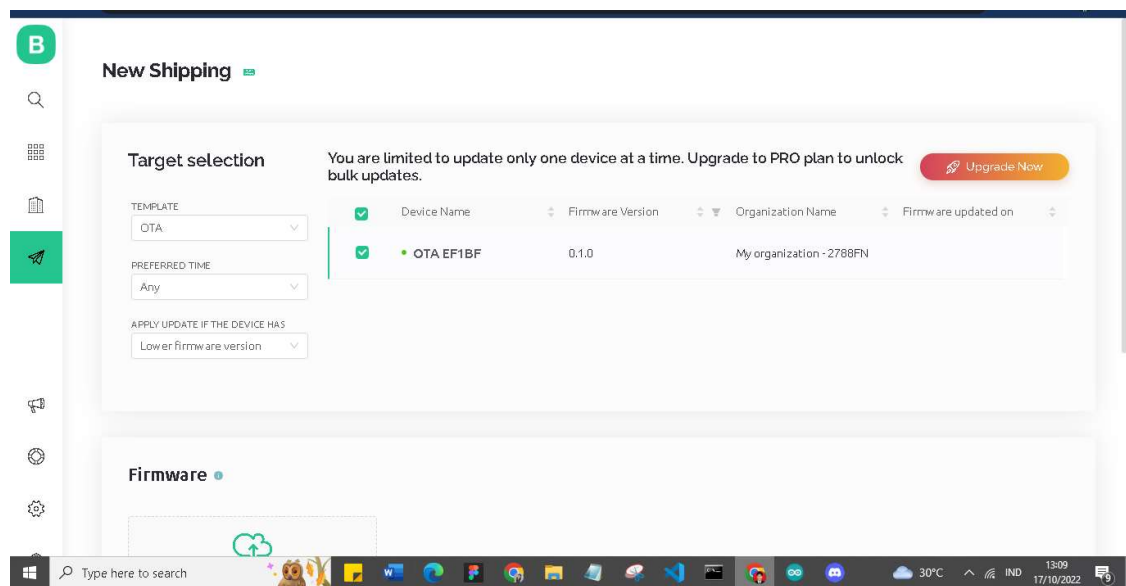 B
New Shipping
Target selection
You are limited to update only one device at a time. Upgrade to PRO plan to unlock
bulk updates.
Upgrade Now
TEMPLATE
OTA
PREFERRED TIME
Any
APPLY UPDATE IF THE DEVICE HAS
Lower firmware version
Device Name Firmware Version Organization Name Firmware updated on
OTA EF1BF 0.1.0 My organization - 2788FN
Firmware
Type here to search
30°C IND 13:09
17/10/2022